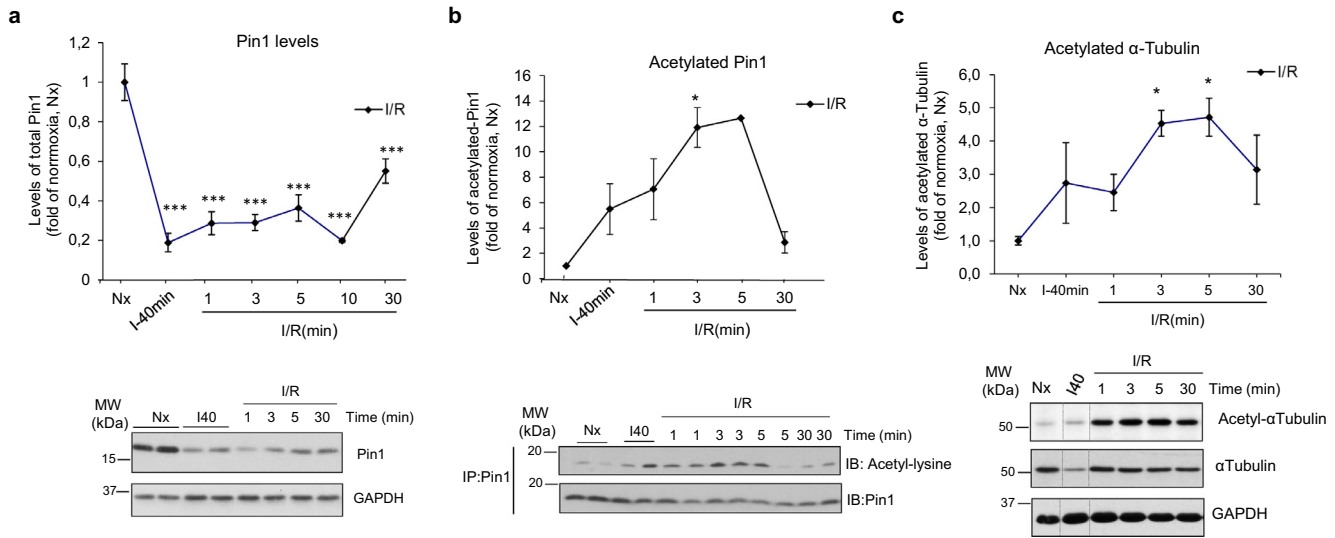 a
Pin1 levels
Levels of total Pin1
(fold of normoxia, Nx)
1,2
1
0,8
0,6
0,4
0,2
0
I/R
***
***
***
***
***
***
Nx
I-40min
1
3
5
10
30
I/R(min)
I/R
MW
(kDa)
Nx
I40
1 3 5 30
Time (min)
15
Pin1
37
GAPDH
b
Acetylated Pin1
Levels of acetylated-Pin1
(fold of normoxia, Nx)
16
14
12
10
8
6
4
2
0
I/R
*
Nx
I-40min
1
3
5
30
I/R(min)
I/R
MW
(kDa)
Nx
I40
1 1 3 3 5 5 30 30
Time (min)
IP:Pin1
20
IB: Acetyl-lysine
20
IB:Pin1
c
Acetylated α-Tubulin
Levels of acetylated α-Tubulin
(fold of normoxia, Nx)
6,0
5,0
4,0
3,0
2,0
1,0
0,0
I/R
*
*
Nx
I-40min
1
3
5
30
I/R(min)
I/R
MW
(kDa)
Nx
I40
1 3 5 30
Time (min)
50
Acetyl-αTubulin
50
αTubulin
37
GAPDH